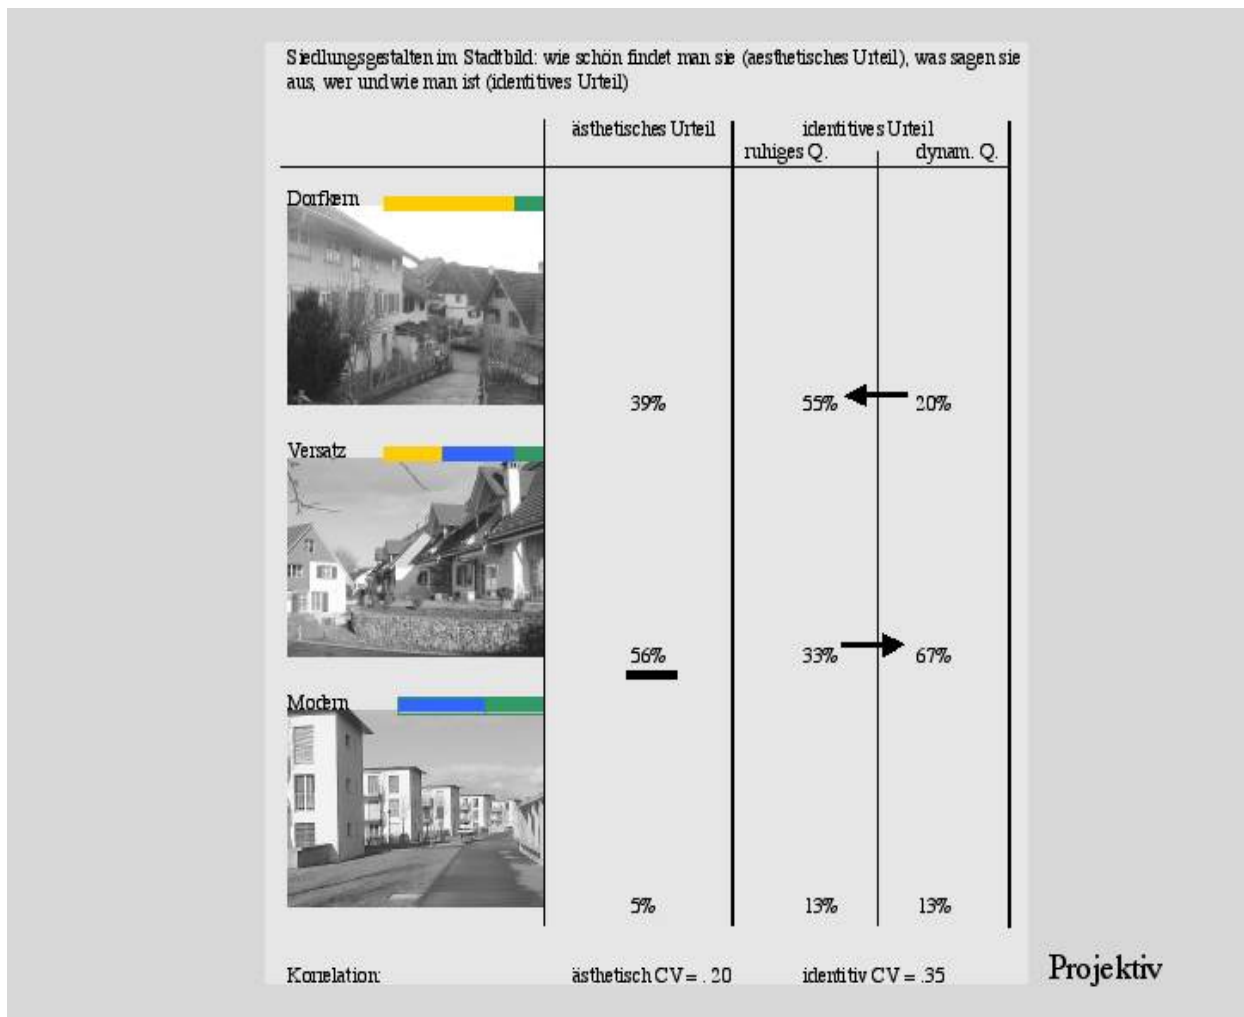 Siedlungsgestalten im Stadtbild: wie schön findet man sie (aesthetisches Urteil), was sagen sie
aus, wer und wie man ist (identitives Urteil)
ästhetisches Urteil
identitives Urteil
ruhiges Q.
dynam. Q.
Dorfkern
39%
55%
20%
Versatz
56%
33%
67%
Modern
5%
13%
13%
Korrelation:
ästhetisch CV = . 20
identitiv CV = .35
Projektiv